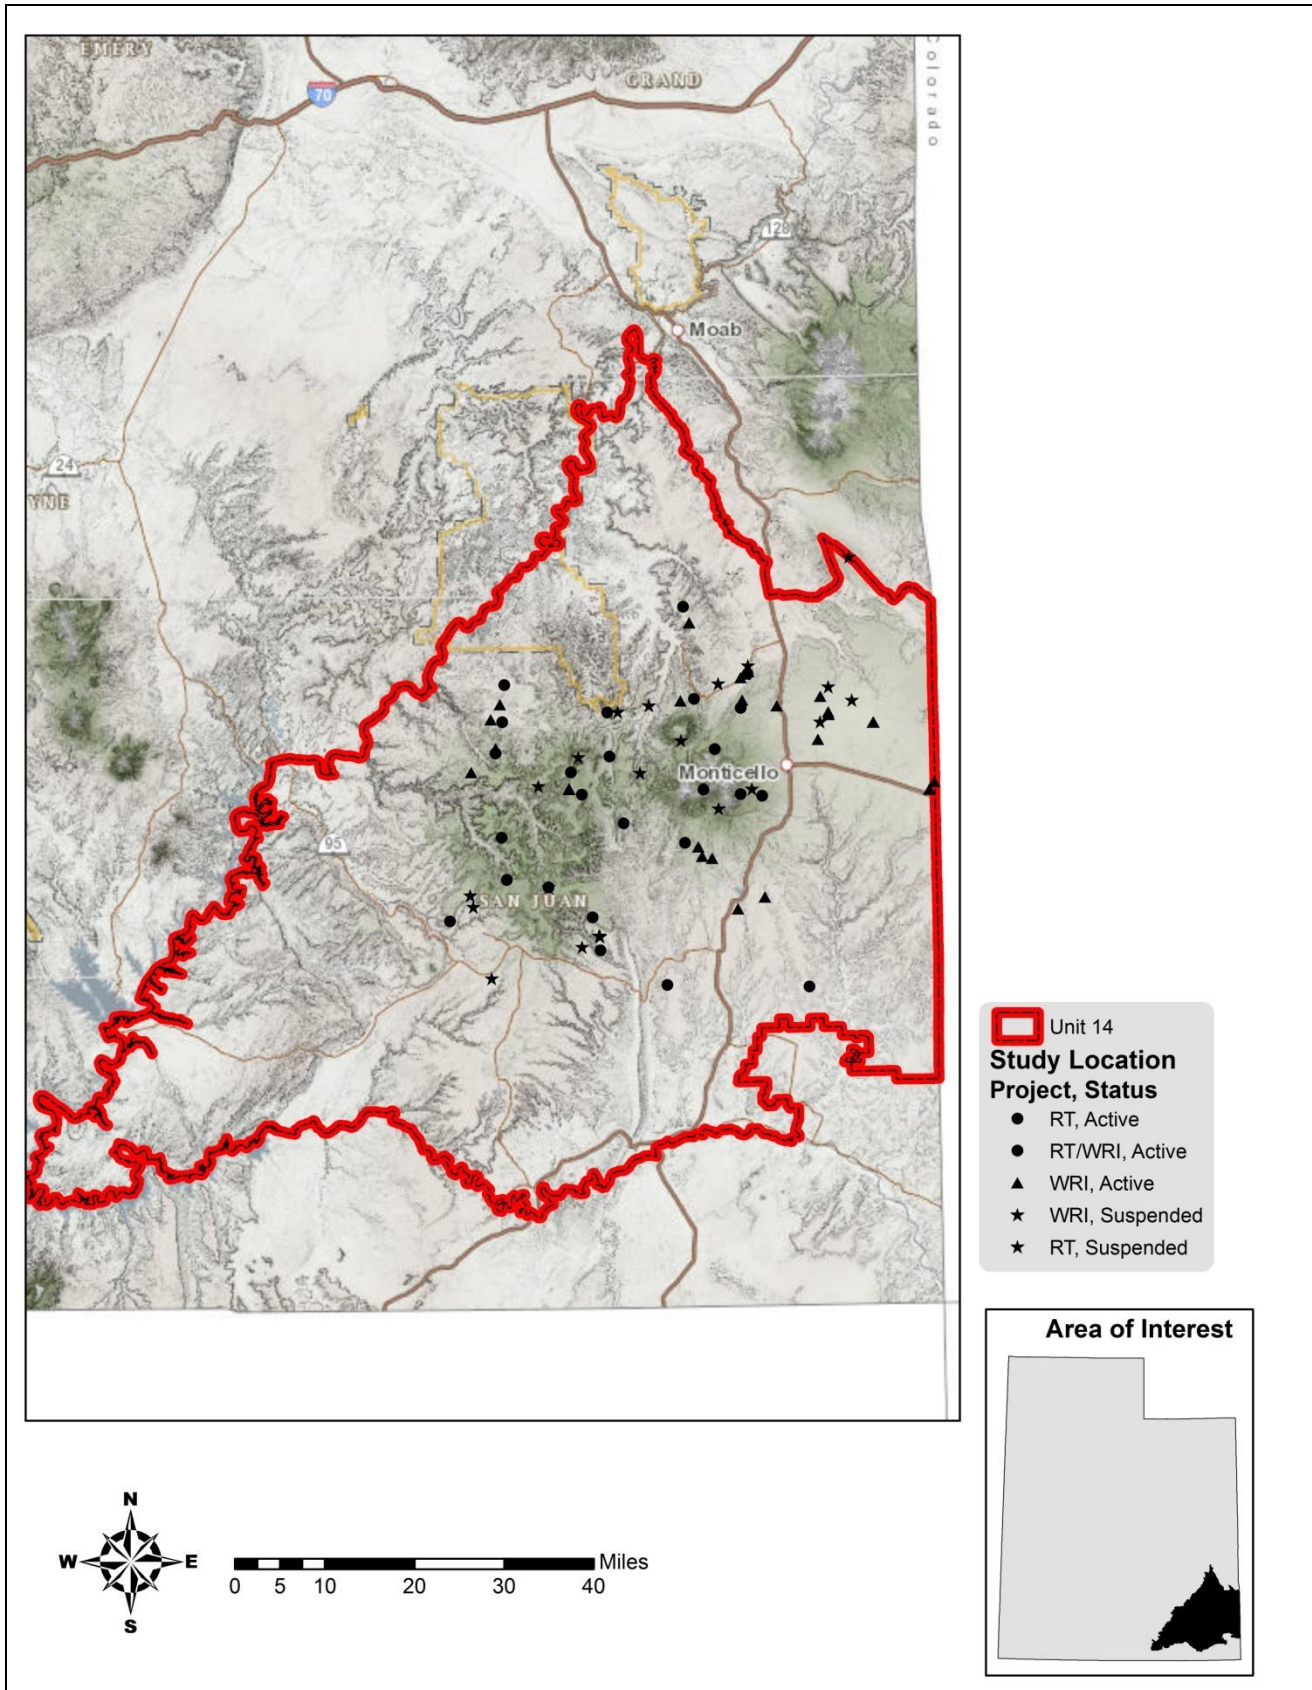 EMERY
GRAND
Colorado
70
128
Moab
24
YNE
Monticello
95
SAN JUAN
Unit 14
Study Location
Project, Status
RT, Active
RT/WRI, Active
WRI, Active
WRI, Suspended
RT, Suspended
Area of Interest
N
W
E
S
Miles
0 5 10 20 30 40